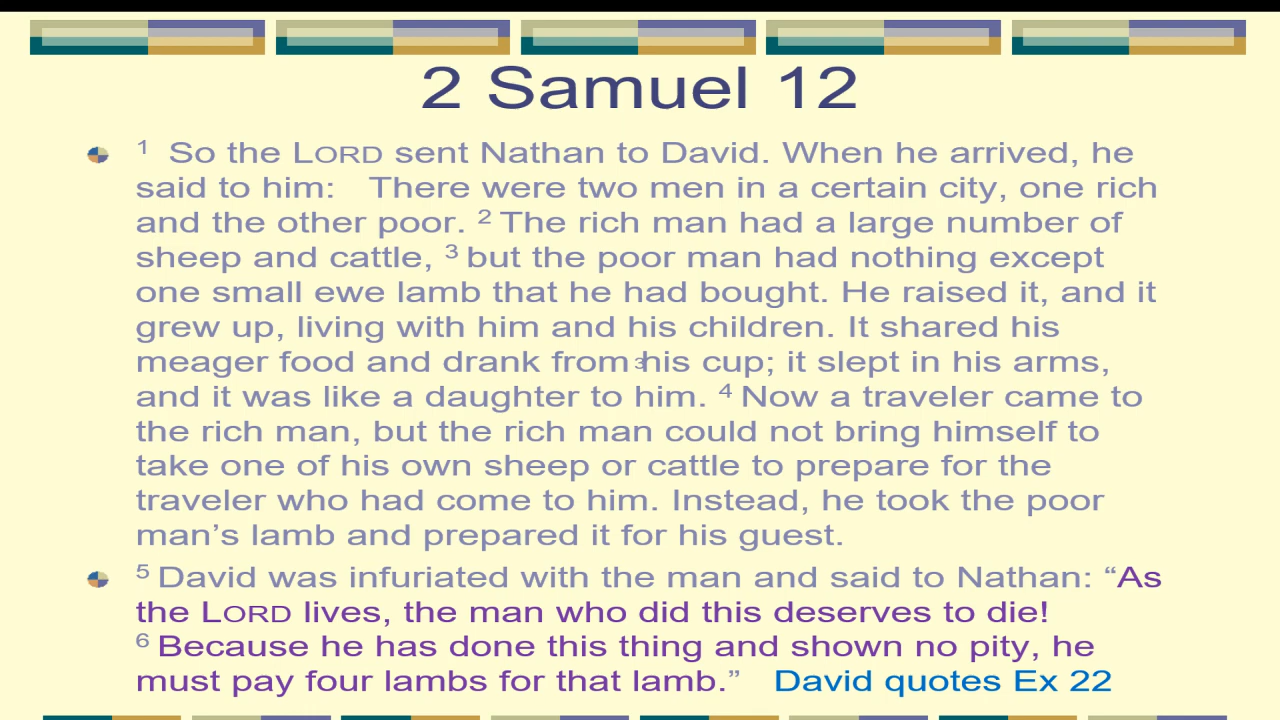 2 Samuel 12
1 So the LORD sent Nathan to David. When he arrived, he
said to him: There were two men in a certain city, one rich
and the other poor. 2 The rich man had a large number of
sheep and cattle, 3 but the poor man had nothing except
one small ewe lamb that he had bought. He raised it, and it
grew up, living with him and his children. It shared his
meager food and drank from his cup; it slept in his arms,
3
and it was like a daughter to him. 4 Now a traveler came to
the rich man, but the rich man could not bring himself to
take one of his own sheep or cattle to prepare for the
traveler who had come to him. Instead, he took the poor
man’s lamb and prepared it for his guest.
5 David was infuriated with the man and said to Nathan: “As
the LORD lives, the man who did this deserves to die!
6 Because he has done this thing and shown no pity, he
must pay four lambs for that lamb.” David quotes Ex 22